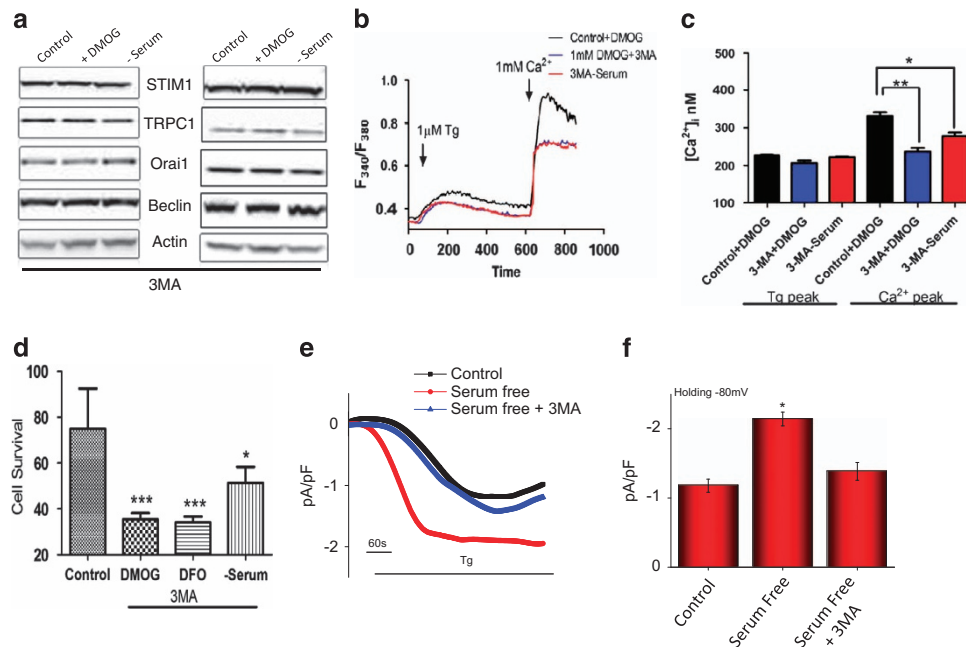 a
Control
+ DMOG
- Serum
Control
+ DMOG
- Serum
STIM1
TRPC1
Orai1
Beclin
Actin
3MA
b
Control+DMOG
1mM DMOG+3MA
3MA-Serum
1mM Ca²⁺
1μM Tg
F340/F380
1.0
0.8
0.6
0.4
0 200 400 600 800 1000
Time
c
[Ca²⁺]i nM
500
400
300
200
100
*
**
Control+DMOG
3-MA+DMOG
3-MA-Serum
Control+DMOG
3-MA+DMOG
3-MA-Serum
Tg peak
Ca²⁺ peak
d
Cell Survival
100
80
60
40
20
***
***
*
Control DMOG DFO -Serum
3MA
e
Control
Serum free
Serum free + 3MA
pA/pF
0
-1
-2
60s
Tg
f
Holding -80mV
pA/pF
-2
-1
0
*
Control
Serum Free
Serum Free
+ 3MA